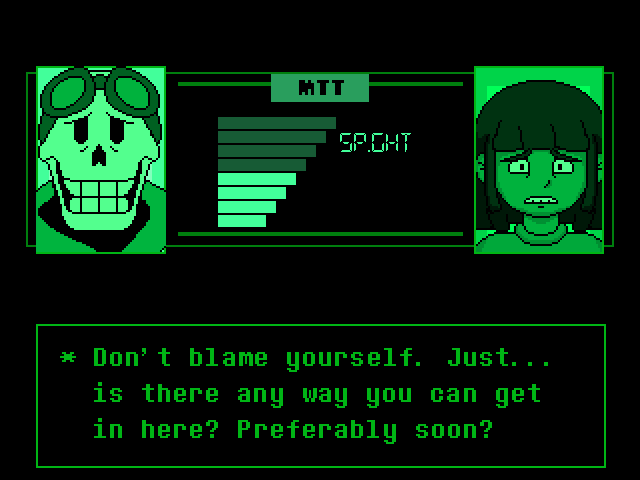 MTT
SP.GHT
* Don't blame yourself. Just...
is there any way you can get
in here? Preferably soon?